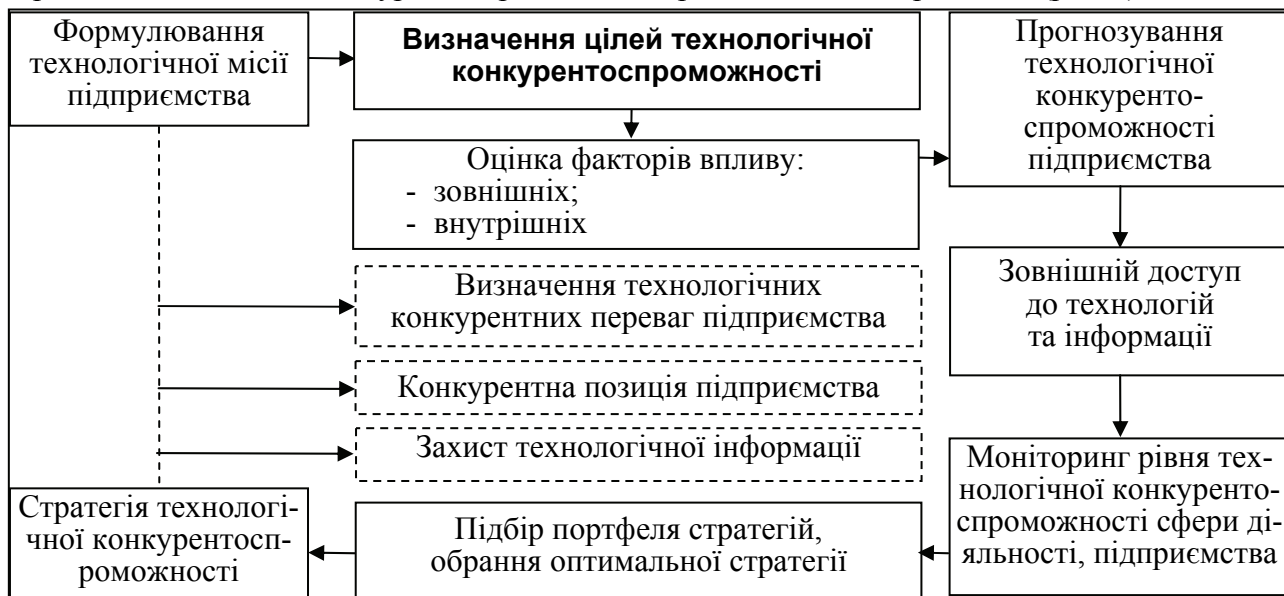 Формулювання
технологічної місії
підприємства
Визначення цілей технологічної
конкурентоспроможності
Прогнозування
технологічної
конкуренто-
спроможності
підприємства
Оцінка факторів впливу:
- зовнішніх;
- внутрішніх
Зовнішній доступ
до технологій
та інформації
Визначення технологічних
конкурентних переваг підприємства
Конкурентна позиція підприємства
Захист технологічної інформації
Моніторинг рівня тех-
нологічної конкуренто-
спроможності сфери ді-
яльності, підприємства
Підбір портфеля стратегій,
обрання оптимальної стратегії
Стратегія технологі-
чної конкурентосп-
роможності